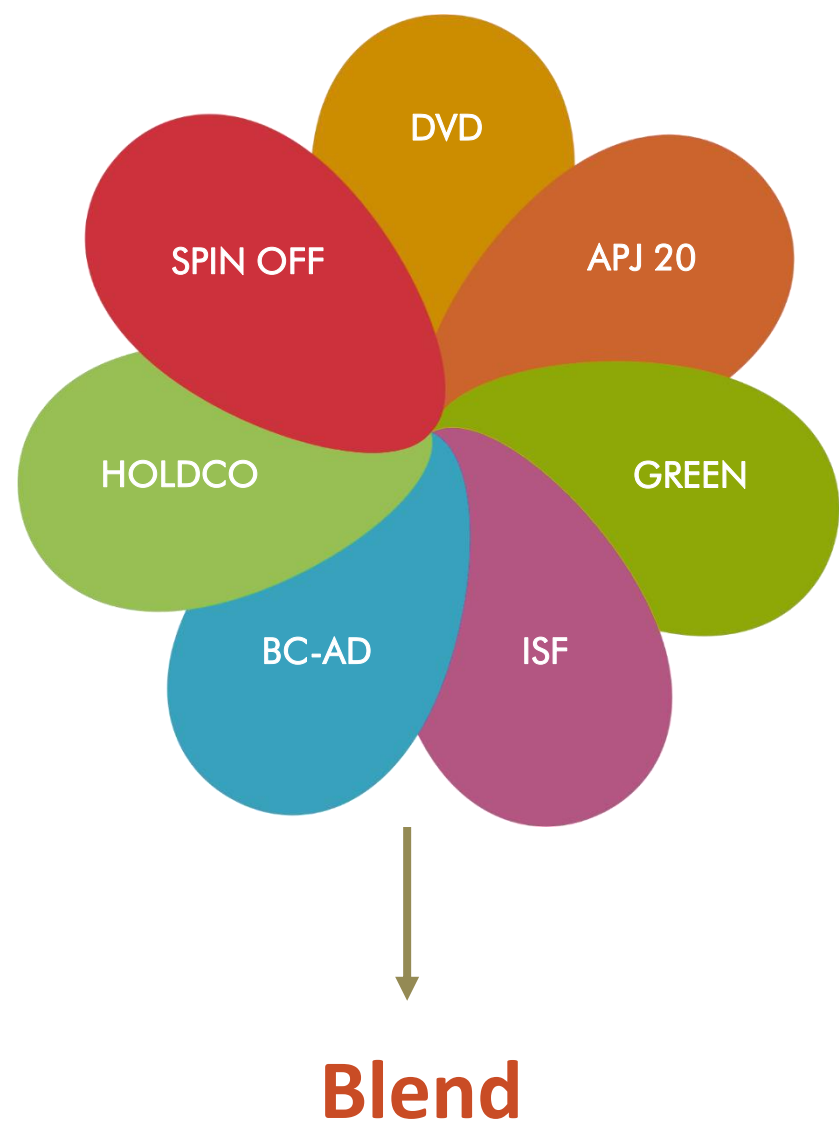 DVD
SPIN OFF
APJ 20
HOLDCO
GREEN
BC-AD
ISF
Blend